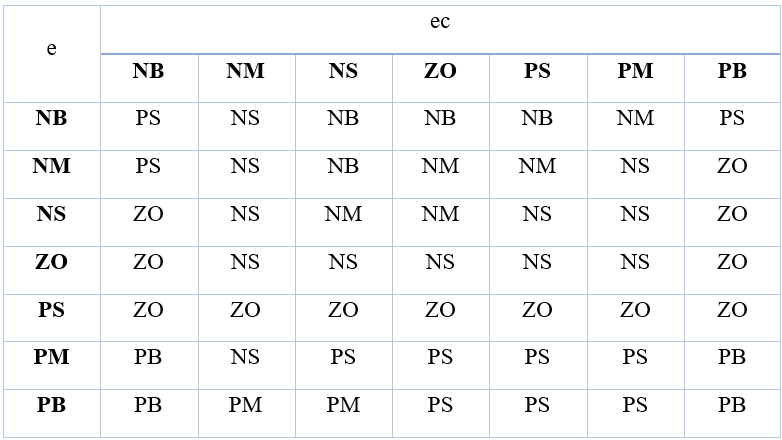 e ec
NB NM NS ZO PS PM PB
NB PS NS NB NB NB NM PS
NM PS NS NB NM NM NS ZO
NS ZO NS NM NM NS NS ZO
ZO ZO NS NS NS NS NS ZO
PS ZO ZO ZO ZO ZO ZO ZO
PM PB NS PS PS PS PS PB
PB PB PM PM PS PS PS PB